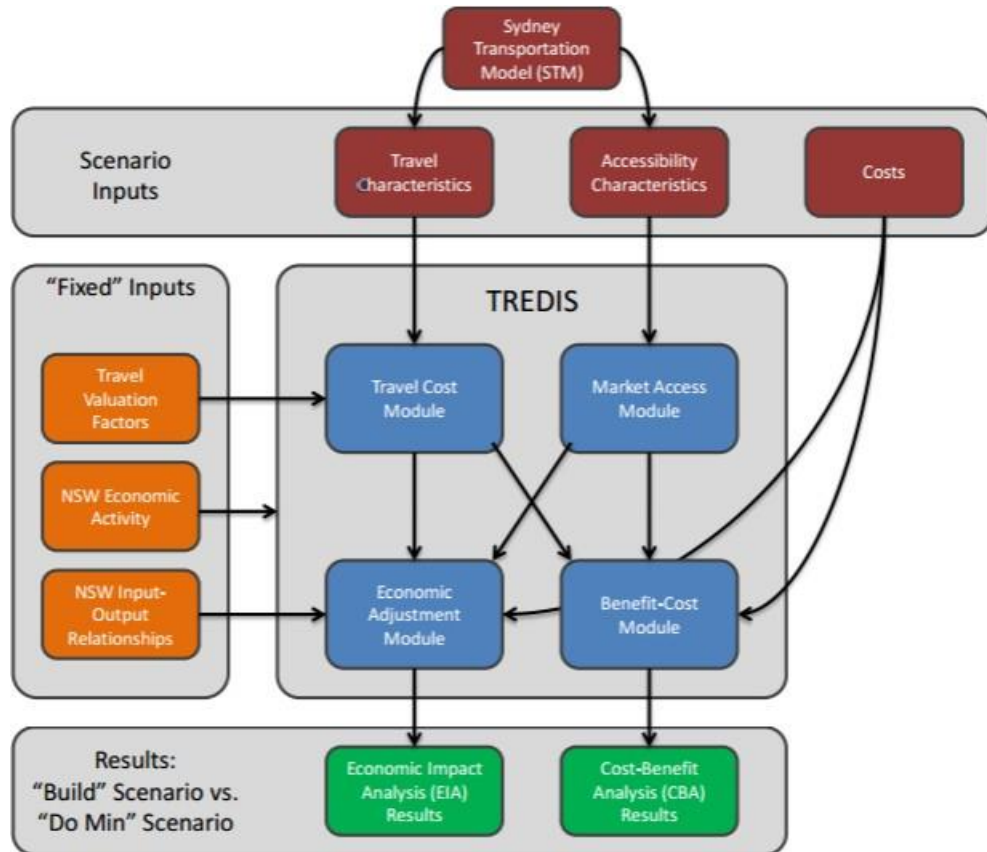 Sydney
Transportation
Model (STM)
Scenario
Inputs
Travel
Characteristics
Accessibility
Characteristics
Costs
“Fixed” Inputs
TREDIS
Travel
Valuation
Factors
Travel Cost
Module
Market Access
Module
NSW Economic
Activity
NSW Input-
Output
Relationships
Economic
Adjustment
Module
Benefit-Cost
Module
Results:
“Build” Scenario vs.
“Do Min” Scenario
Economic Impact
Analysis (EIA)
Results
Cost-Benefit
Analysis (CBA)
Results